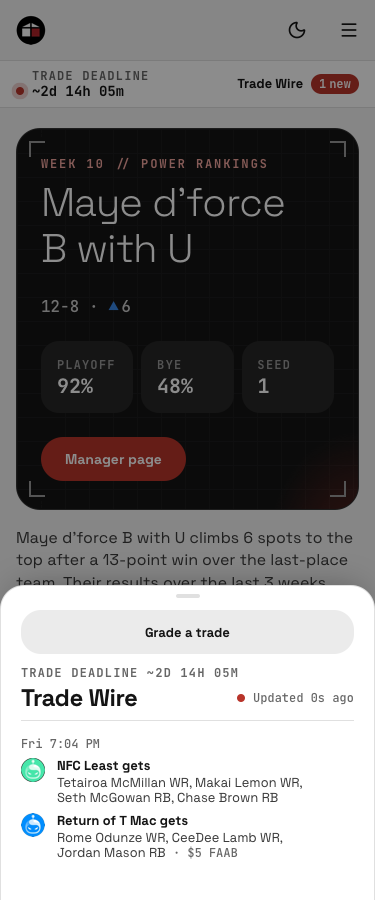 TRADE DEADLINE
~2d 14h 05m
Trade Wire
1 new
WEEK 10 // POWER RANKINGS
Maye d'force
B with U
12-8 · ▲6
PLAYOFF
92%
BYE
48%
SEED
1
Manager page
Maye d'force B with U climbs 6 spots to the
top after a 13-point win over the last-place
team. Their results over the last 3 weeks
Grade a trade
TRADE DEADLINE ~2D 14H 05M
Trade Wire
Updated 0s ago
Fri 7:04 PM
NFC Least gets
Tetairoa McMillan WR, Makai Lemon WR,
Seth McGowan RB, Chase Brown RB
Return of T Mac gets
Rome Odunze WR, CeeDee Lamb WR,
Jordan Mason RB · $5 FAAB